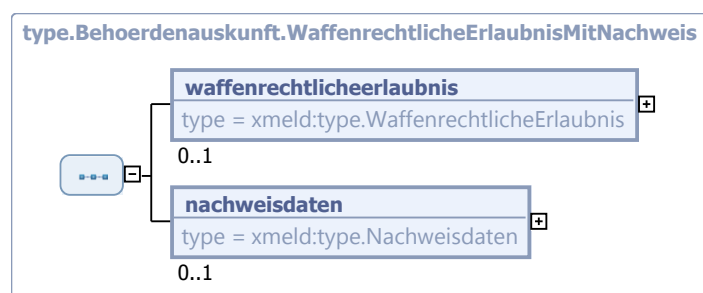 type.Behoerdenauskunft.WaffenrechtlicheErlaubnisMitNachweis
waffenrechtlicheerlaubnis
type = xmeld:type.WaffenrechtlicheErlaubnis
0..1
nachweisdaten
type = xmeld:type.Nachweisdaten
0..1